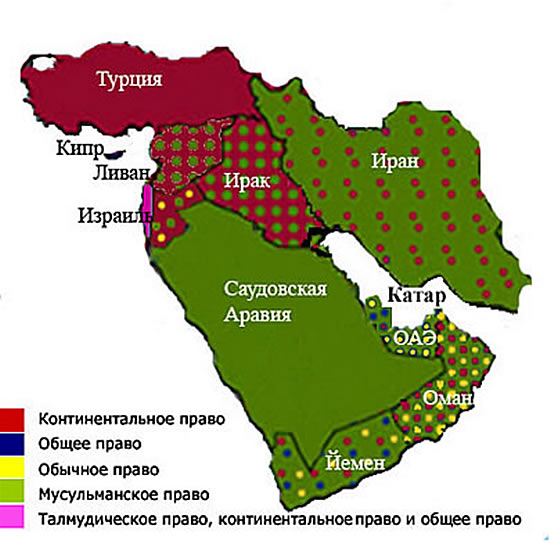 Турция
Кипр
Ливан
Иран
Ирак
Израиль
Саудовская
Аравия
Катар
ОАЭ
Оман
Йемен
Континентальное право
Общее право
Обычное право
Мусульманское право
Талмудическое право, континентальное право и общее право